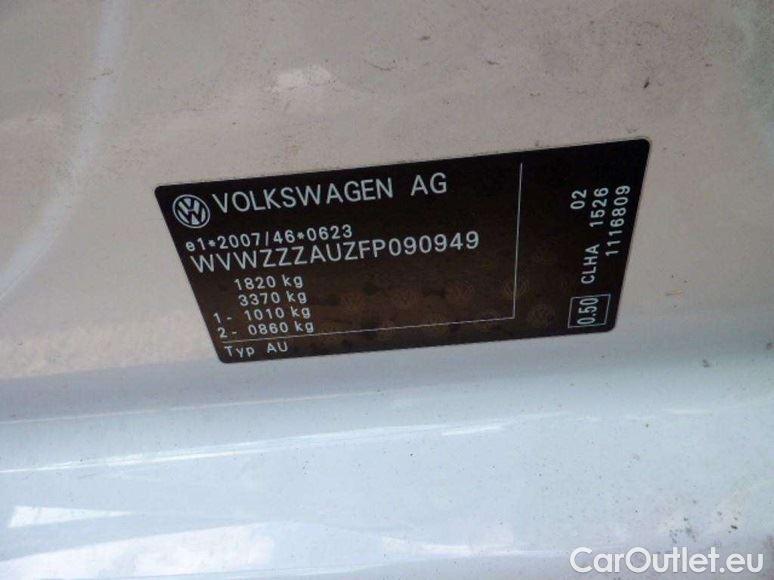 VOLKSWAGEN AG
e1*2007/46*0623
WVWZZZAUZFP090949
1820 kg
3370 kg
1 - 1010 kg
2 - 0860 kg
Typ AU
02
CLHA 1526
1116809
0.50
CarOutlet.eu